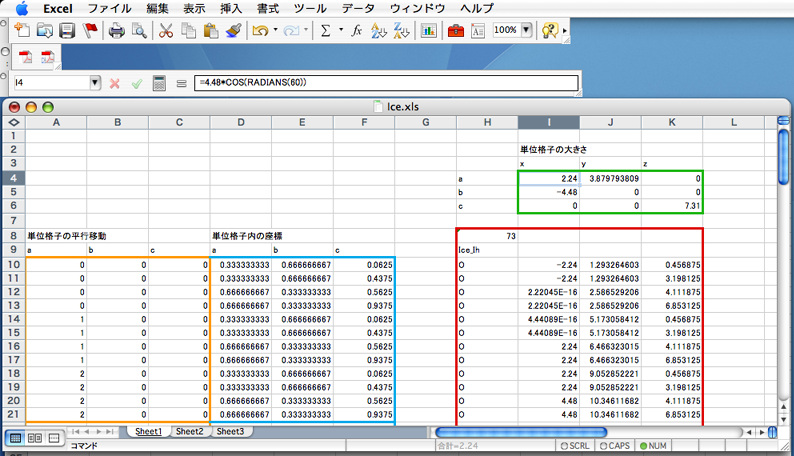 Excel ファイル 編集 表示 挿入 書式 ツール データ ウィンドウ ヘルプ
100%
I4 =4.48*COS(RADIANS(60))
Ice.xls
A B C D E F G H I J K L
1
2 単位格子の大きさ
3 x y z
4 a 2.24 3.879793809 0
5 b -4.48 0 0
6 c 0 0 7.31
7
8 単位格子の平行移動 単位格子内の座標 73
9 a b c a b c Ice_Ih
10 0 0 0 0.333333333 0.666666667 0.0625 O -2.24 1.293264603 0.456875
11 0 0 0 0.333333333 0.666666667 0.4375 O -2.24 1.293264603 3.198125
12 0 0 0 0.666666667 0.333333333 0.5625 O 2.22045E-16 2.586529206 4.111875
13 0 0 0 0.666666667 0.333333333 0.9375 O 2.22045E-16 2.586529206 6.853125
14 1 0 0 0.333333333 0.666666667 0.0625 O 4.44089E-16 5.173058412 0.456875
15 1 0 0 0.333333333 0.666666667 0.4375 O 4.44089E-16 5.173058412 3.198125
16 1 0 0 0.666666667 0.333333333 0.5625 O 2.24 6.466323015 4.111875
17 1 0 0 0.666666667 0.333333333 0.9375 O 2.24 6.466323015 6.853125
18 2 0 0 0.333333333 0.666666667 0.0625 O 2.24 9.052852221 0.456875
19 2 0 0 0.333333333 0.666666667 0.4375 O 2.24 9.052852221 3.198125
20 2 0 0 0.666666667 0.333333333 0.5625 O 4.48 10.34611682 4.111875
21 2 0 0 0.666666667 0.333333333 0.9375 O 4.48 10.34611682 6.853125
Sheet1 Sheet2 Sheet3
コマンド 合計=2.24 SCRL CAPS NUM